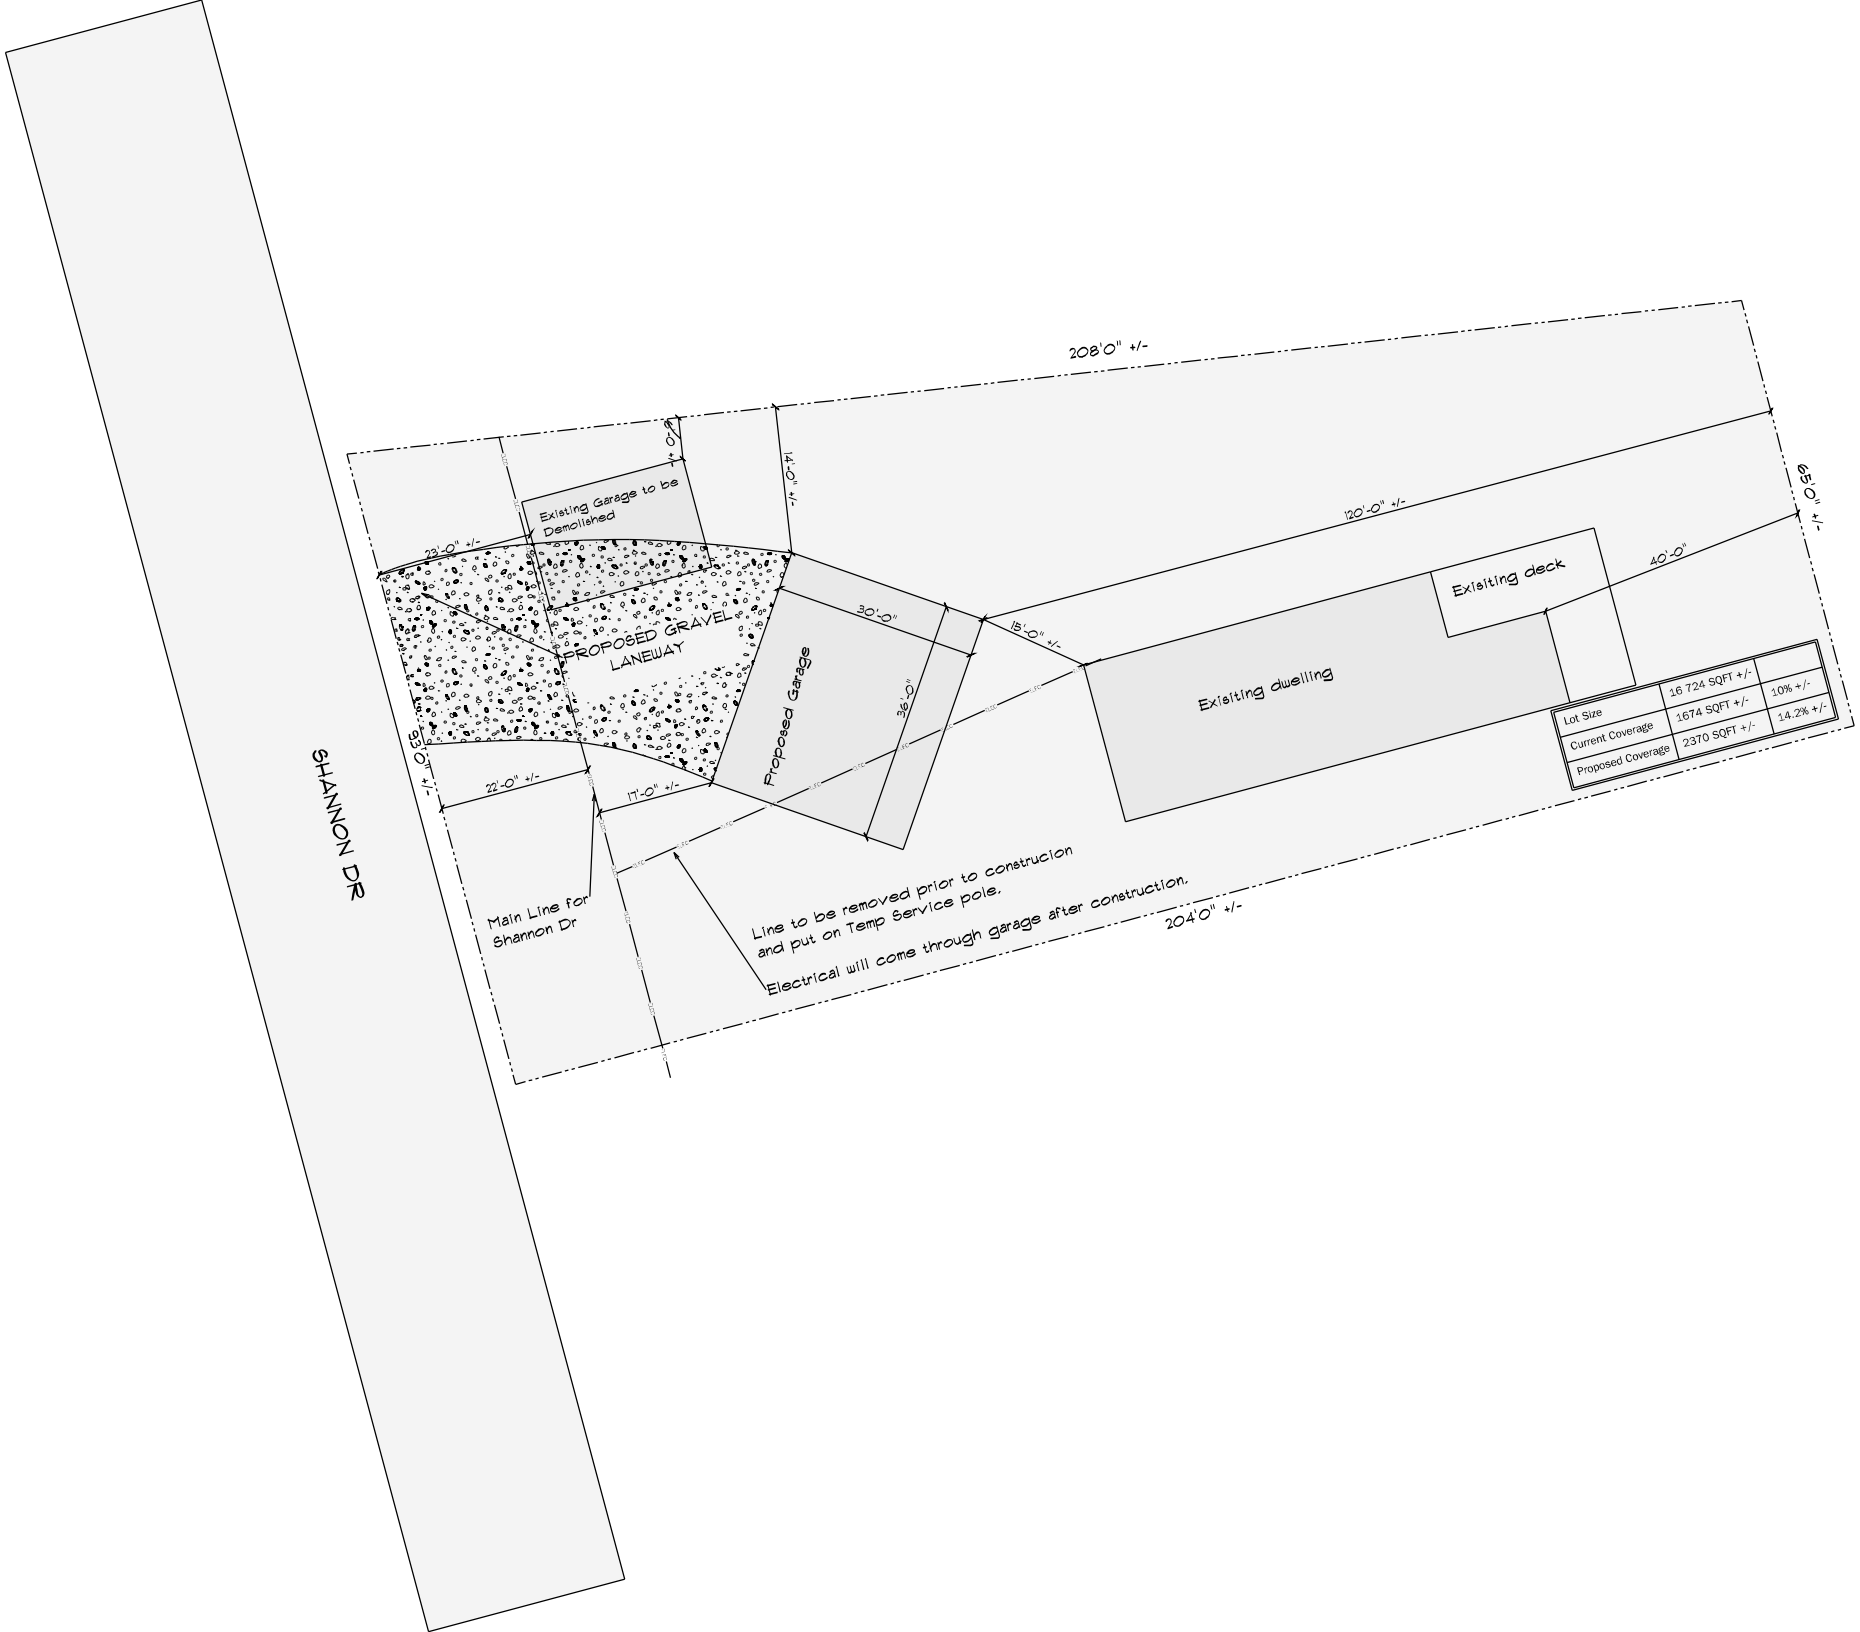 208'0" +/-
6'-0" +/-
14'-0" +/-
Existing Garage to be
Demolished
23'-0" +/-
120'-0" +/-
65'0" +/-
40'-0"
Exisiting deck
PROPOSED GRAVEL
LANEWAY
30'-0"
15'-0" +/-
36'-0"
Proposed Garage
Exisiting dwelling
Lot Size 16 724 SQFT +/-
Current Coverage 1674 SQFT +/- 10% +/-
Proposed Coverage 2370 SQFT +/- 14.2% +/-
93'0" +/-
22'-0" +/-
17'-0" +/-
SHANNON DR
Main Line for
Shannon Dr
Line to be removed prior to construcion
and put on Temp Service pole.
Electrical will come through garage after construction.
204'0" +/-